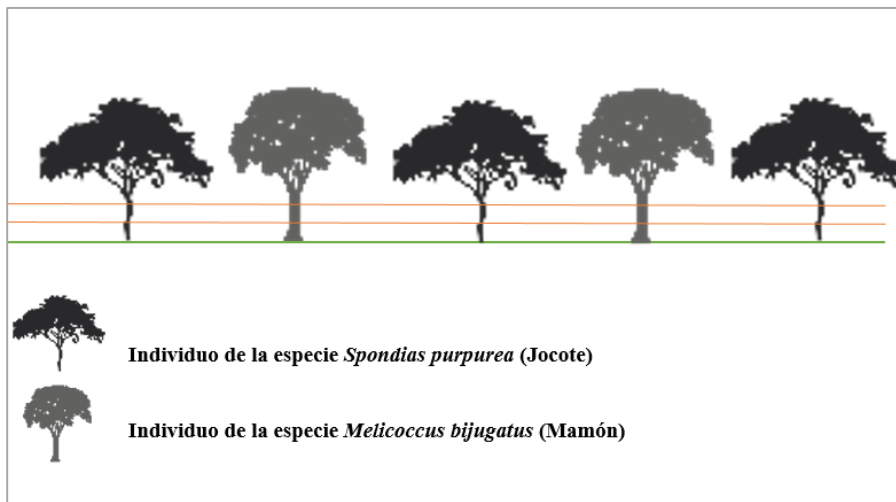 Individuo de la especie Spondias purpurea (Jocote)
Individuo de la especie Melicoccus bijugatus (Mamón)